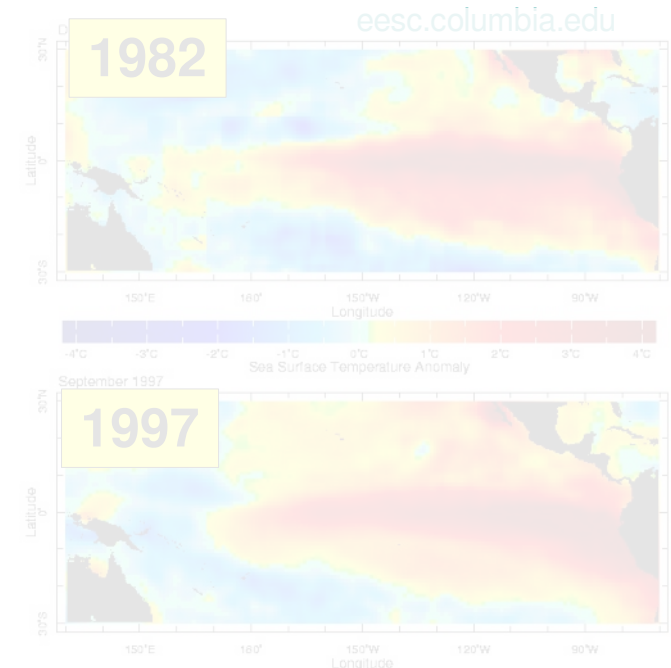 eesc.columbia.edu
1982
30°N
Latitude
0°
30°S
150°E
180°
150°W
120°W
90°W
Longitude
-4°C
-3°C
-2°C
-1°C
0°C
1°C
2°C
3°C
4°C
Sea Surface Temperature Anomaly
September 1997
1997
30°N
Latitude
0°
30°S
150°E
180°
150°W
120°W
90°W
Longitude